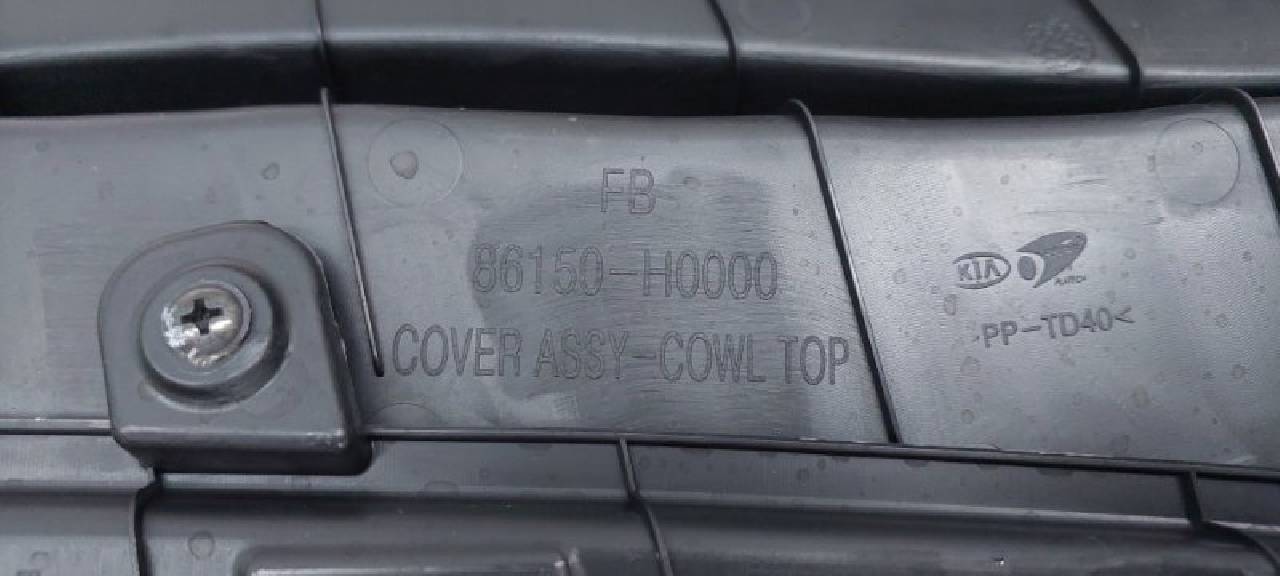 FB
86150-H0000
COVER ASSY-COWL TOP
KIA
PP-TD40<